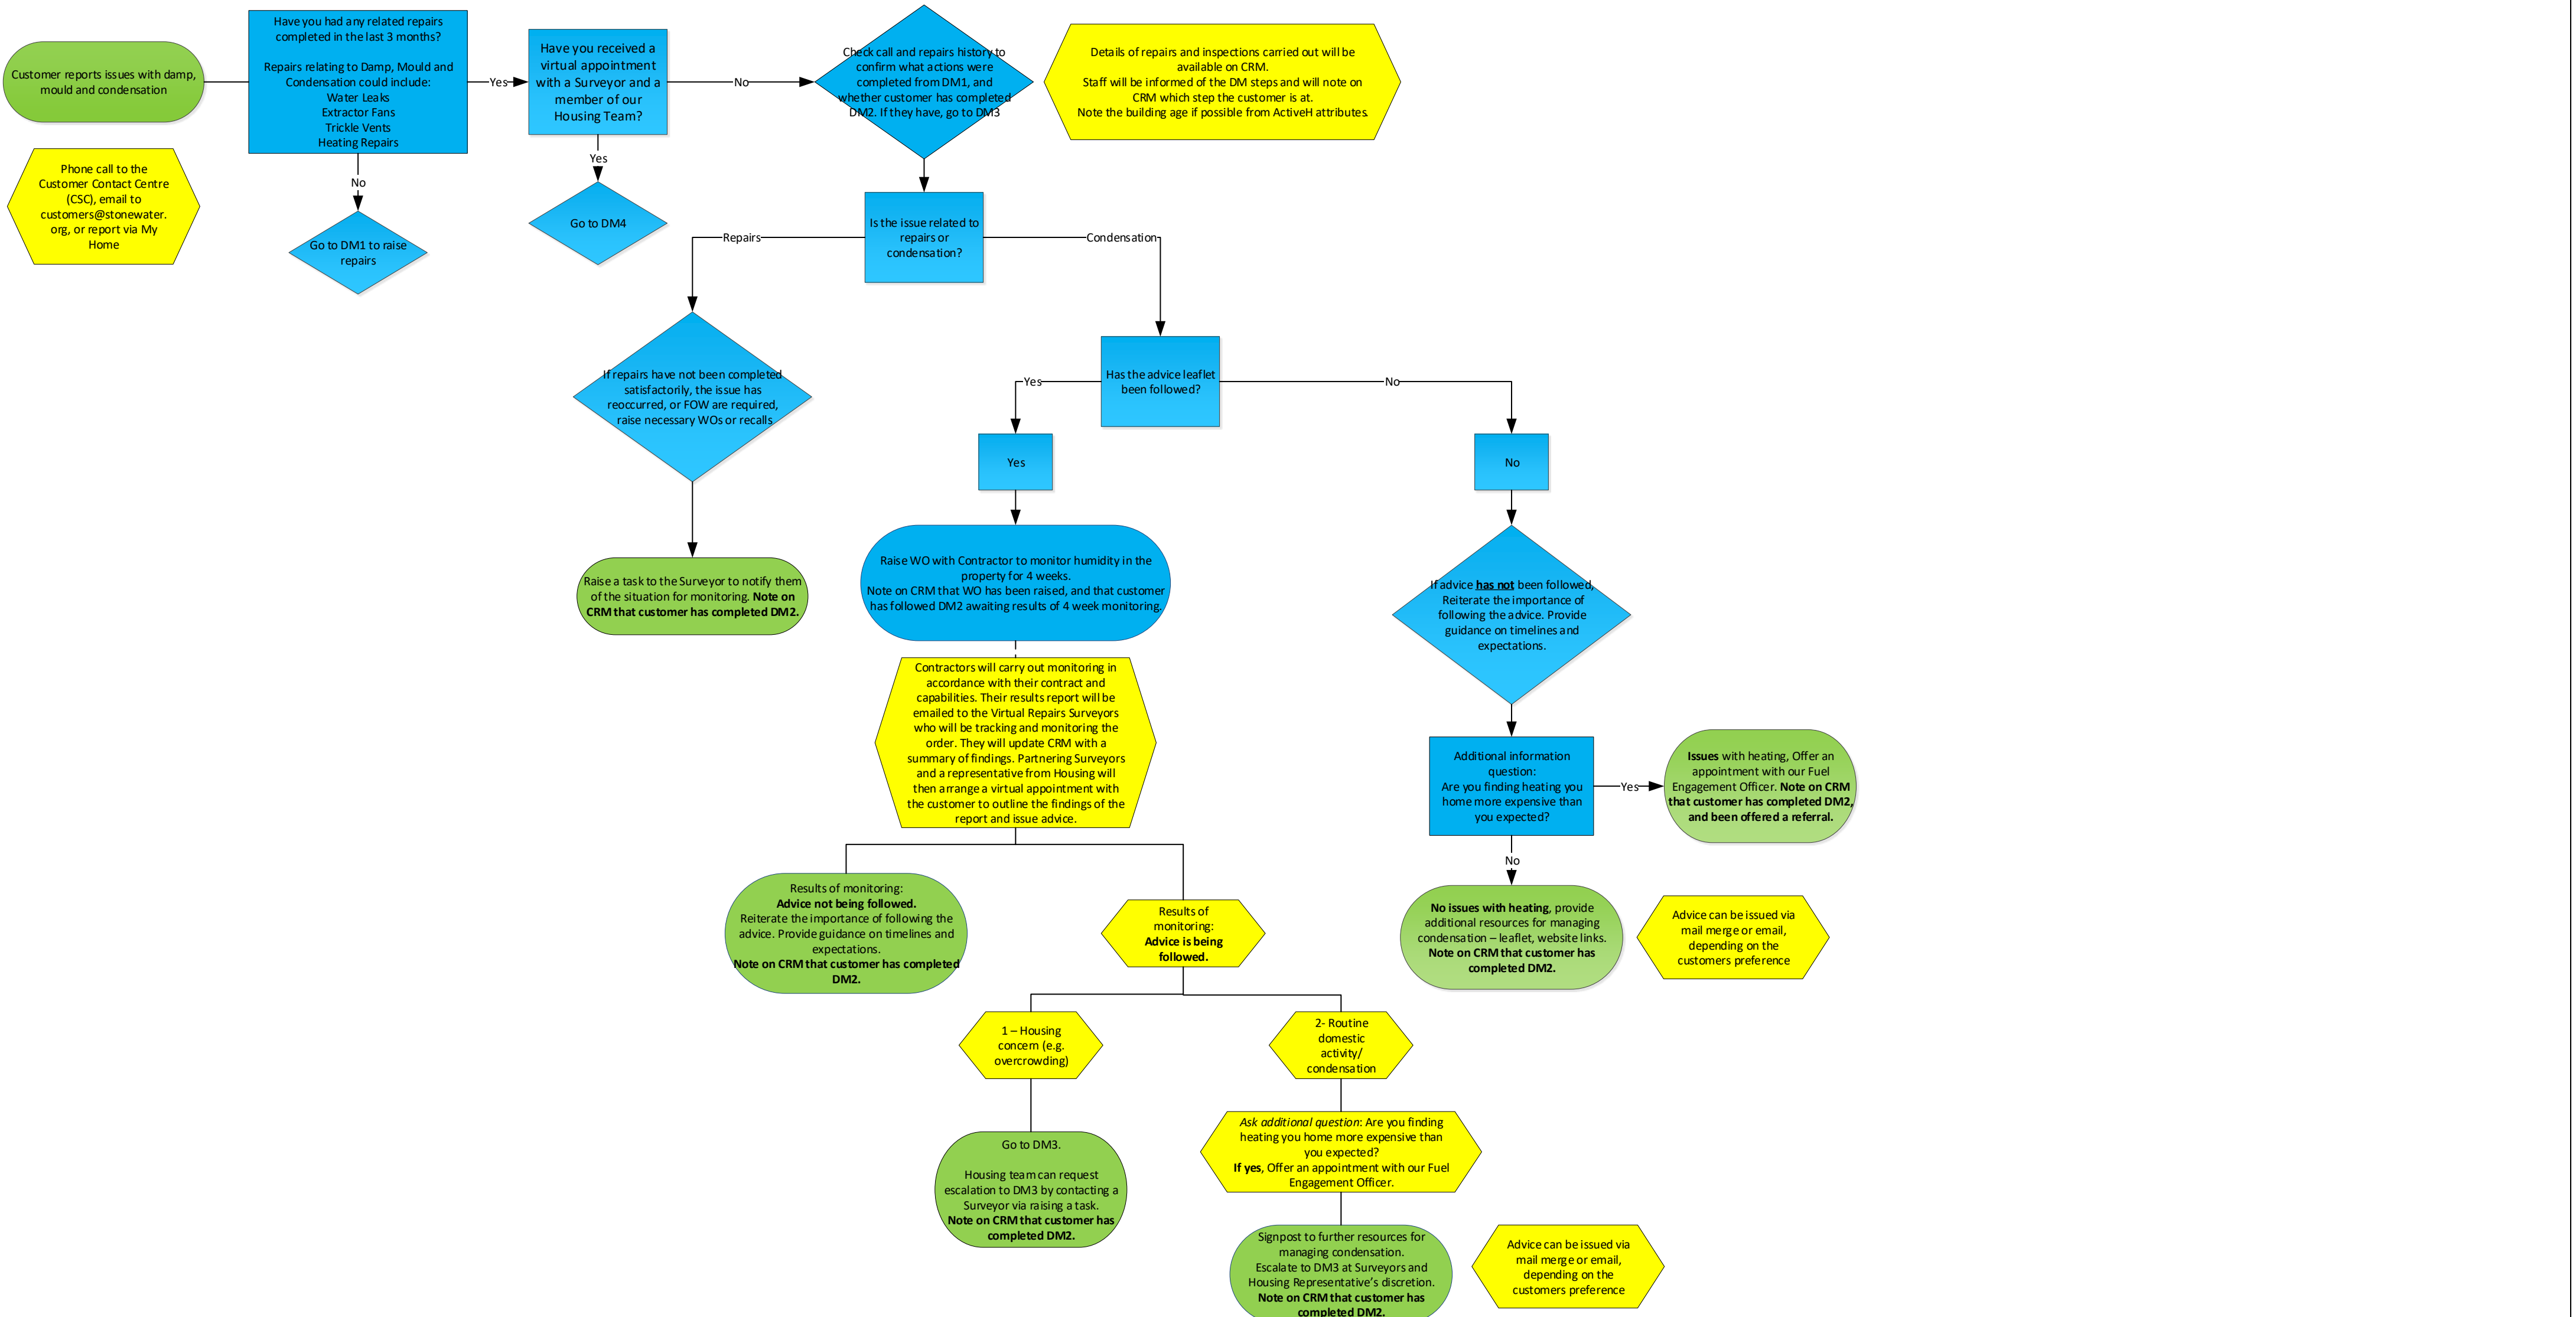 Customer reports issues with damp,
mould and condensation
Phone call to the
Customer Contact Centre
(CSC), email to
customers@stonewater.
org, or report via My
Home
Have you had any related repairs
completed in the last 3 months?
Repairs relating to Damp, Mould and
Condensation could include:
Water Leaks
Extractor Fans
Trickle Vents
Heating Repairs
No
Go to DM1 to raise
repairs
Yes
Have you received a
virtual appointment
with a Surveyor and a
member of our
Housing Team?
Yes
Go to DM4
No
Check call and repairs history to
confirm what actions were
completed from DM1, and
whether customer has completed
DM2. If they have, go to DM3
Details of repairs and inspections carried out will be
available on CRM.
Staff will be informed of the DM steps and will note on
CRM which step the customer is at.
Note the building age if possible from ActiveH attributes.
Is the issue related to
repairs or
condensation?
Repairs
Condensation
If repairs have not been completed
satisfactorily, the issue has
reoccurred, or FOW are required,
raise necessary WOs or recalls
Raise a task to the Surveyor to notify them
of the situation for monitoring. Note on
CRM that customer has completed DM2.
Has the advice leaflet
been followed?
Yes
No
Yes
No
Raise WO with Contractor to monitor humidity in the
property for 4 weeks.
Note on CRM that WO has been raised, and that customer
has followed DM2 awaiting results of 4 week monitoring.
Contractors will carry out monitoring in
accordance with their contract and
capabilities. Their results report will be
emailed to the Virtual Repairs Surveyors
who will be tracking and monitoring the
order. They will update CRM with a
summary of findings. Partnering Surveyors
and a representative from Housing will
then arrange a virtual appointment with
the customer to outline the findings of the
report and issue advice.
If advice has not been followed,
Reiterate the importance of
following the advice. Provide
guidance on timelines and
expectations.
Additional information
question:
Are you finding heating you
home more expensive than
you expected?
Yes
Issues with heating, Offer an
appointment with our Fuel
Engagement Officer. Note on CRM
that customer has completed DM2,
and been offered a referral.
No
No issues with heating, provide
additional resources for managing
condensation – leaflet, website links.
Note on CRM that customer has
completed DM2.
Advice can be issued via
mail merge or email,
depending on the
customers preference
Results of monitoring:
Advice not being followed.
Reiterate the importance of following the
advice. Provide guidance on timelines and
expectations.
Note on CRM that customer has completed
DM2.
Results of
monitoring:
Advice is being
followed.
1 – Housing
concern (e.g.
overcrowding)
2- Routine
domestic
activity/
condensation
Go to DM3.
Housing team can request
escalation to DM3 by contacting a
Surveyor via raising a task.
Note on CRM that customer has
completed DM2.
Ask additional question: Are you finding
heating you home more expensive than
you expected?
If yes, Offer an appointment with our Fuel
Engagement Officer.
Signpost to further resources for
managing condensation.
Escalate to DM3 at Surveyors and
Housing Representative’s discretion.
Note on CRM that customer has
completed DM2.
Advice can be issued via
mail merge or email,
depending on the
customers preference